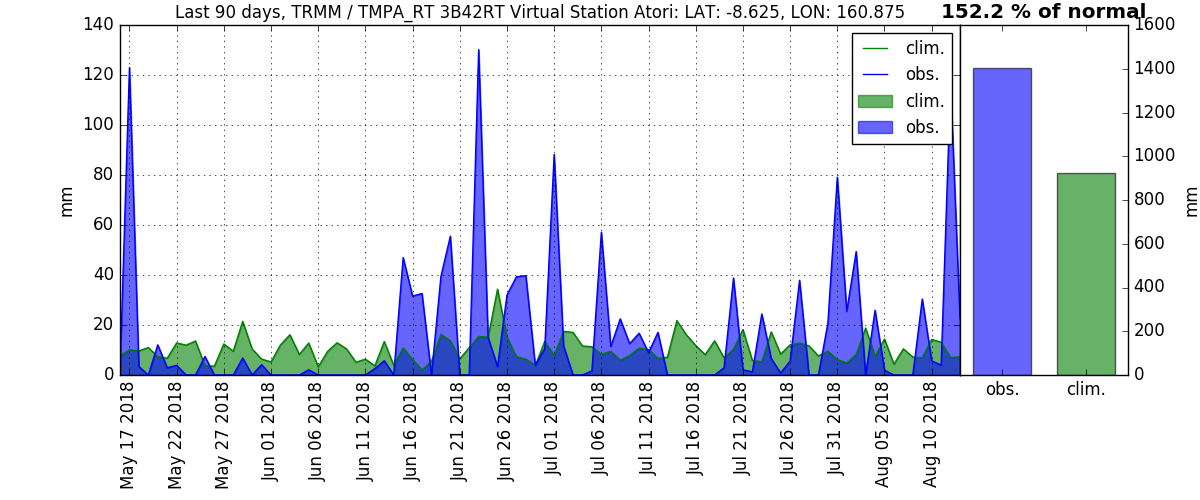 Last 90 days, TRMM / TMPA_RT 3B42RT Virtual Station Atori: LAT: -8.625, LON: 160.875
152.2 % of normal
mm
140
120
100
80
60
40
20
0
clim.
obs.
clim.
obs.
1600
1400
1200
1000
800
600
400
200
0
mm
May 17 2018
May 22 2018
May 27 2018
Jun 01 2018
Jun 06 2018
Jun 11 2018
Jun 16 2018
Jun 21 2018
Jun 26 2018
Jul 01 2018
Jul 06 2018
Jul 11 2018
Jul 16 2018
Jul 21 2018
Jul 26 2018
Jul 31 2018
Aug 05 2018
Aug 10 2018
obs.
clim.